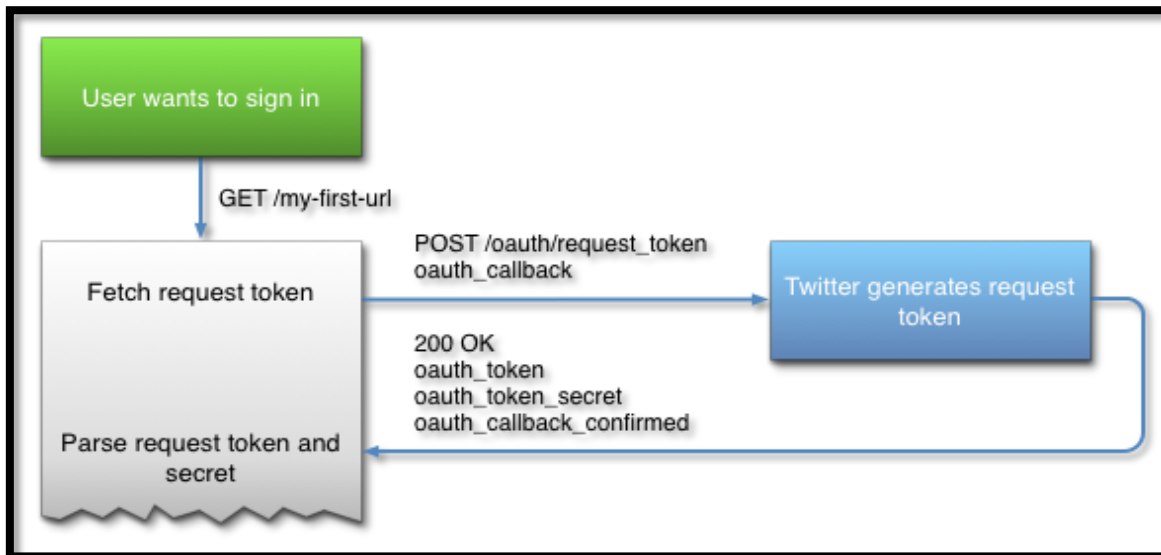 User wants to sign in
GET /my-first-url
Fetch request token
POST /oauth/request_token
oauth_callback
Twitter generates request
token
200 OK
oauth_token
oauth_token_secret
oauth_callback_confirmed
Parse request token and
secret